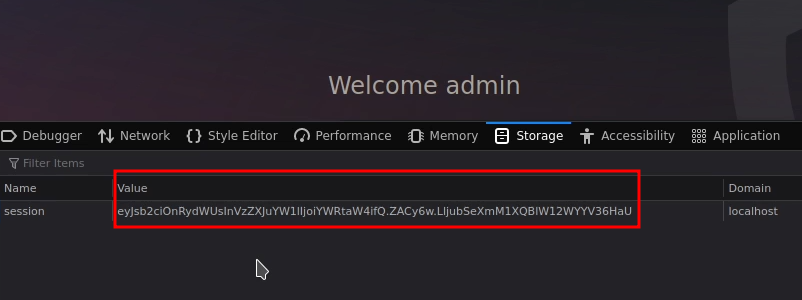 Welcome admin
Debugger Network Style Editor Performance Memory Storage Accessibility Application
Filter Items
Name Value Domain
session eyJsb2ciOnRydWUsInVzZXJuYW1lIjoiYWRtaW4ifQ.ZACy6w.LljubSeXmM1XQBlW12WYYV36HaU localhost